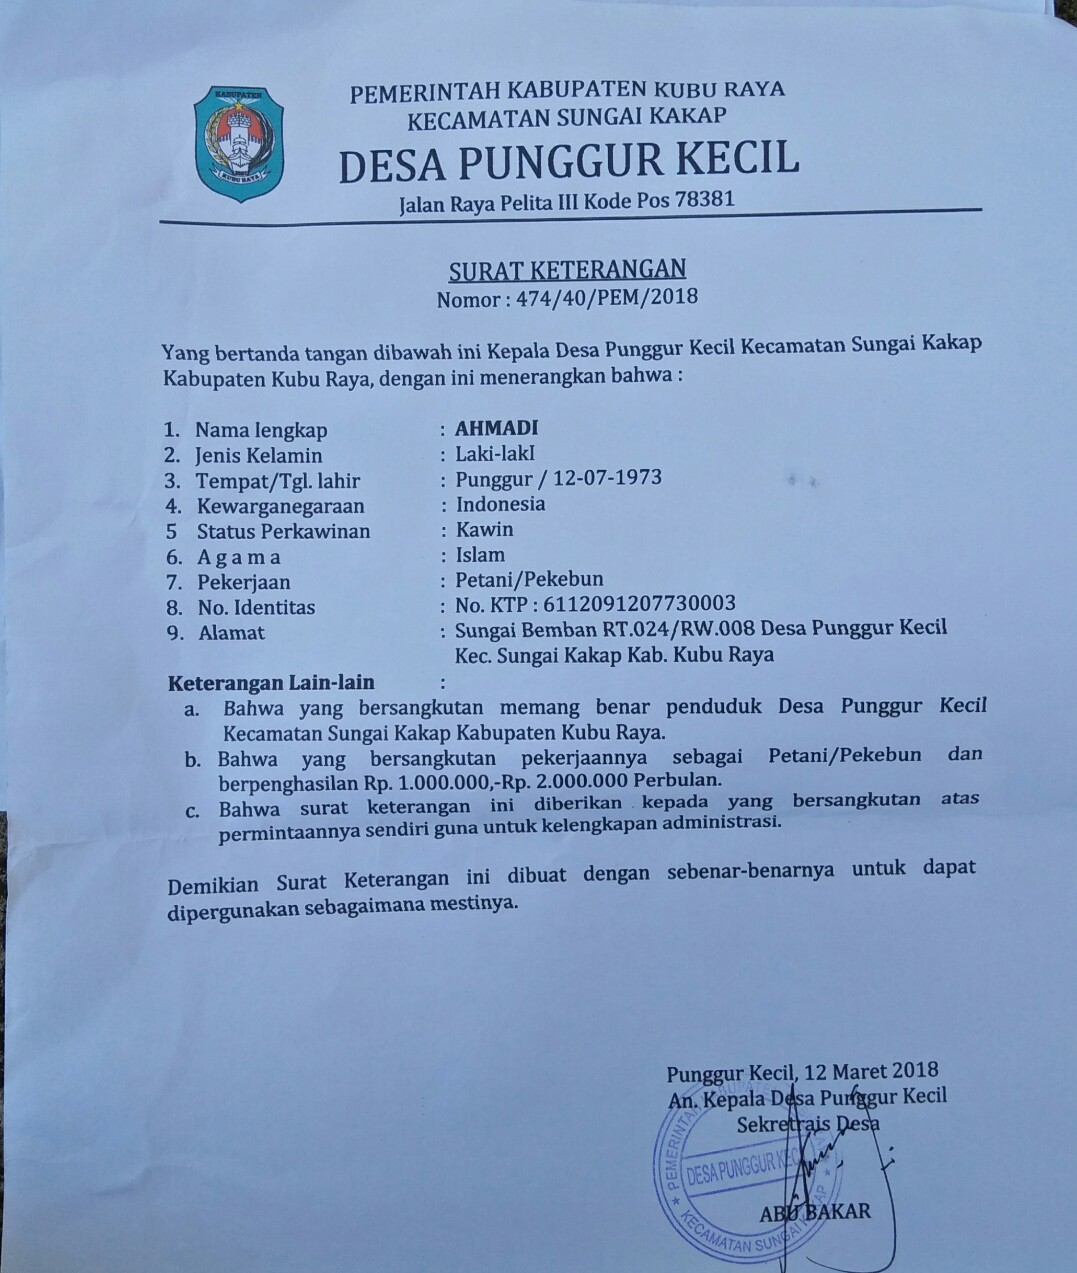 KABUPATEN
KUBU RAYA
PEMERINTAH KABUPATEN KUBU RAYA
KECAMATAN SUNGAI KAKAP
DESA PUNGGUR KECIL
Jalan Raya Pelita III Kode Pos 78381
SURAT KETERANGAN
Nomor : 474/40/PEM/2018
Yang bertanda tangan dibawah ini Kepala Desa Punggur Kecil Kecamatan Sungai Kakap
Kabupaten Kubu Raya, dengan ini menerangkan bahwa :
1. Nama lengkap : AHMADI
2. Jenis Kelamin : Laki-lakI
3. Tempat/Tgl. lahir : Punggur / 12-07-1973
4. Kewarganegaraan : Indonesia
5 Status Perkawinan : Kawin
6. A g a m a : Islam
7. Pekerjaan : Petani/Pekebun
8. No. Identitas : No. KTP : 6112091207730003
9. Alamat : Sungai Bemban RT.024/RW.008 Desa Punggur Kecil
Kec. Sungai Kakap Kab. Kubu Raya
Keterangan Lain-lain :
a. Bahwa yang bersangkutan memang benar penduduk Desa Punggur Kecil
Kecamatan Sungai Kakap Kabupaten Kubu Raya.
b. Bahwa yang bersangkutan pekerjaannya sebagai Petani/Pekebun dan
berpenghasilan Rp. 1.000.000,-Rp. 2.000.000 Perbulan.
c. Bahwa surat keterangan ini diberikan kepada yang bersangkutan atas
permintaannya sendiri guna untuk kelengkapan administrasi.
Demikian Surat Keterangan ini dibuat dengan sebenar-benarnya untuk dapat
dipergunakan sebagaimana mestinya.
Punggur Kecil, 12 Maret 2018
An. Kepala Desa Punggur Kecil
Sekretrais Desa
PEMERINTAH KABUPATEN
DESA PUNGGUR KECIL
KECAMATAN SUNGAI KAKAP
ABU BAKAR